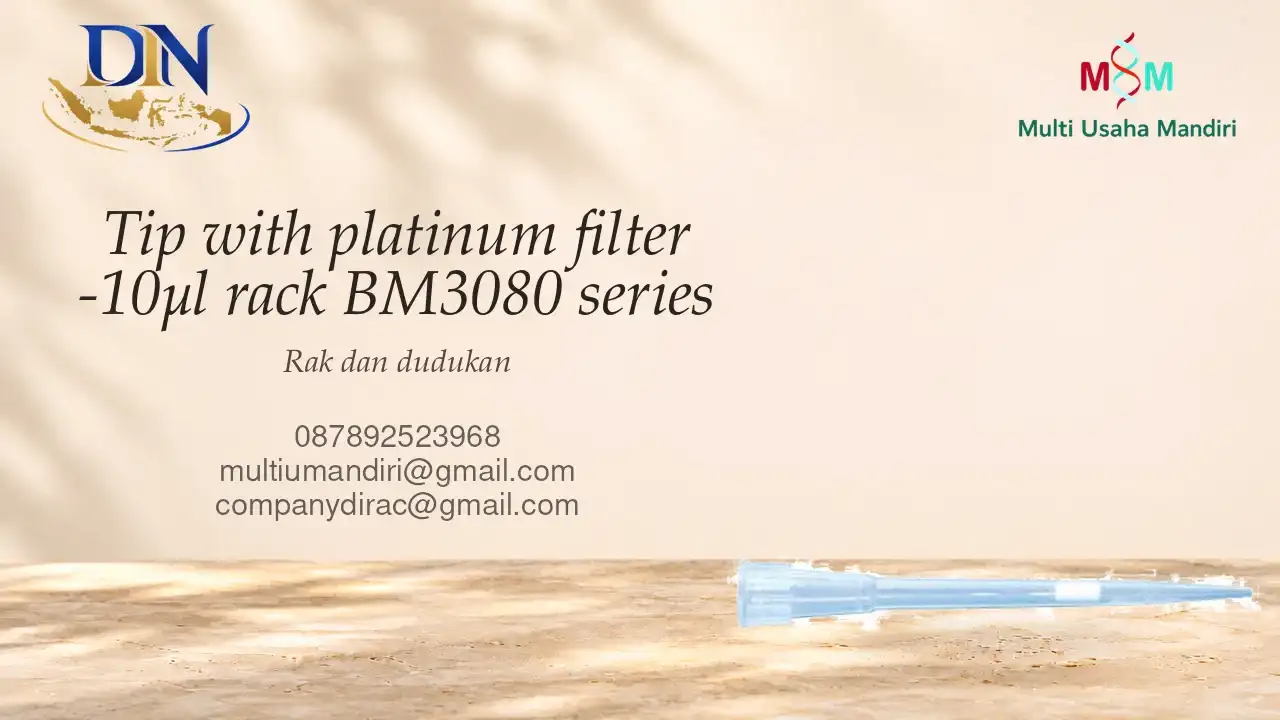 DN
M M
Multi Usaha Mandiri
Tip with platinum filter
-10µl rack BM3080 series
Rak dan dudukan
087892523968
multiumandiri@gmail.com
companydirac@gmail.com